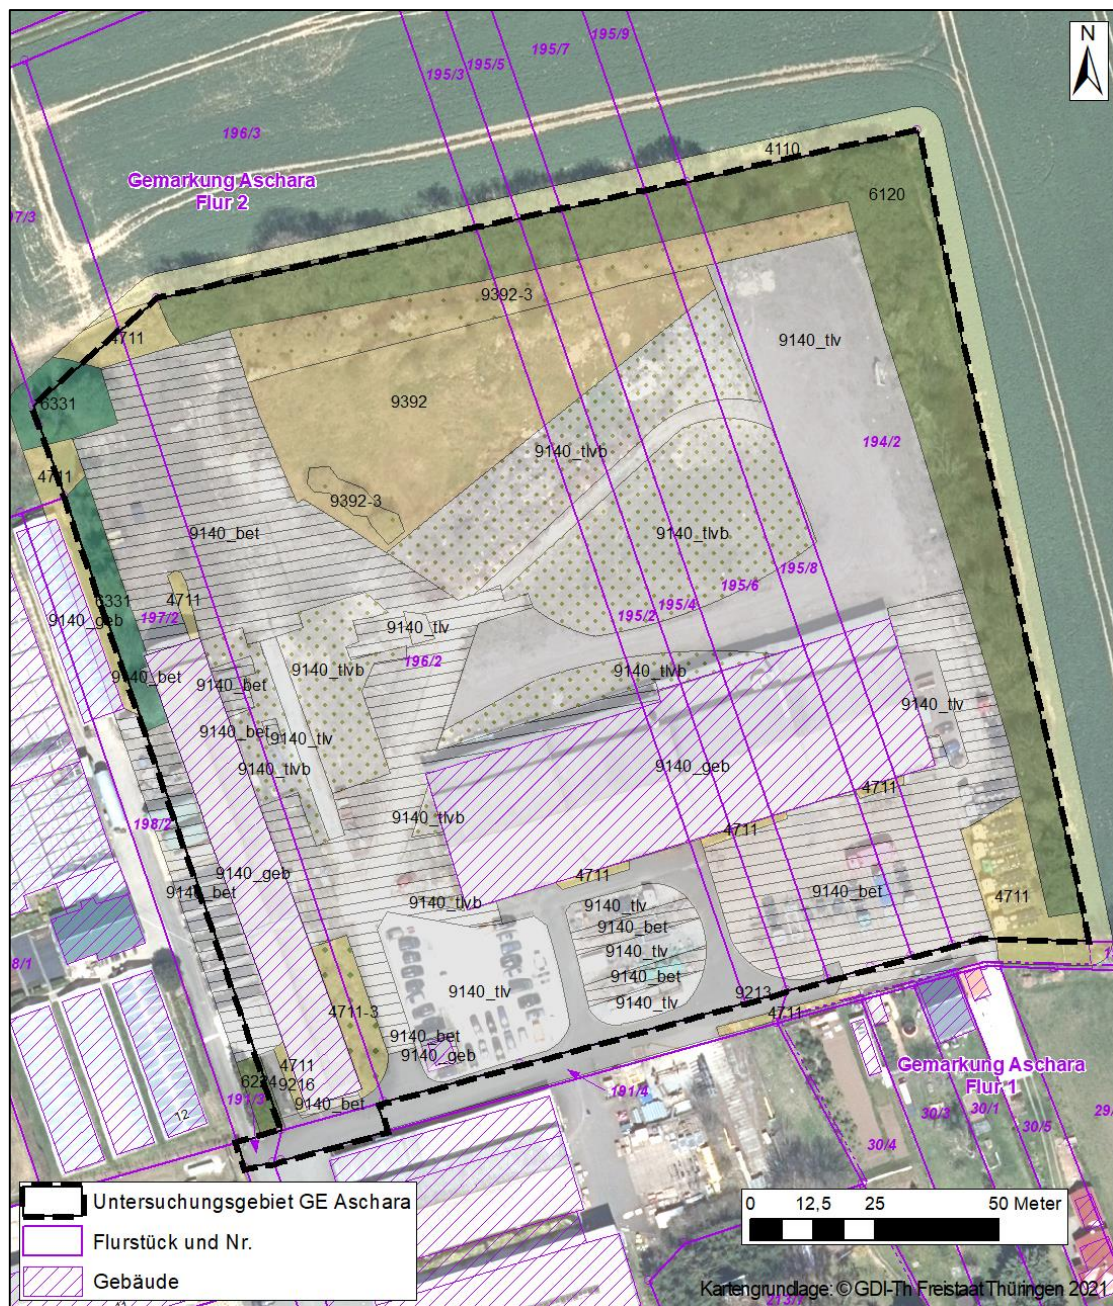 N
195/9
195/7
195/5
195/3
196/3
4110
Gemarkung Aschara
Flur 2
6120
7/3
9392-3
4711
9140_tlv
9392
6331
194/2
9140_tlvb
4711
9392-3
9140_bet
9140_tlvb
195/8
195/6
6331
4711
195/4
197/2
195/2
9140_geb
9140_tlv
196/2
9140_tlvb
9140_tlvb
9140_bet
9140_bet
9140_tlv
9140_bet
9140_tlv
9140_geb
9140_tlvb
4711
9140_tlvb
198/2
4711
9140_geb
4711
9140_bet
9140_bet
4711
9140_tlvb
9140_tlv
9140_bet
9140_tlv
8/1
9140_bet
9140_tlv
9213
9140_tlv
4711-3
4711
9140_bet
9140_geb
4711
Gemarkung Aschara
Flur 1
9216
191/3
191/4
9140_bet
30/3
30/1
12
29/
30/5
30/4
0 12,5 25 50 Meter
Untersuchungsgebiet GE Aschara
Flurstück und Nr.
Gebäude
Kartengrundlage: © GDI-Th Freistaat Thüringen 2021